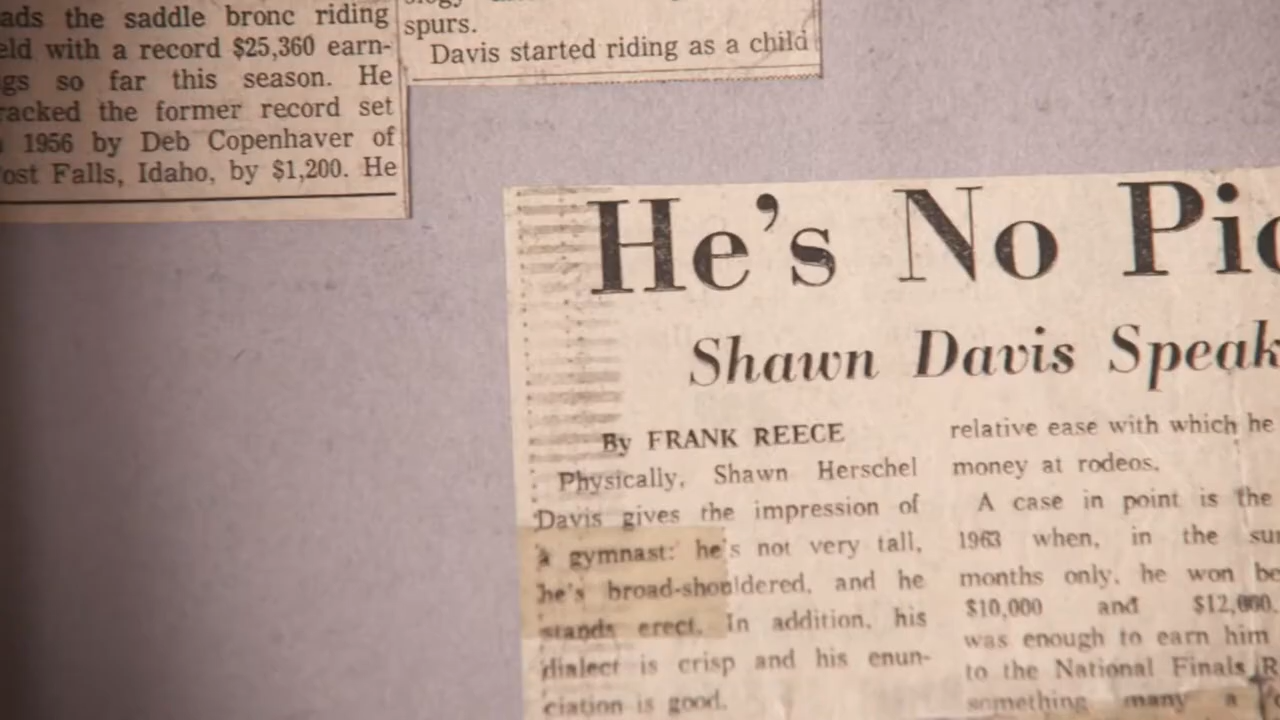 ads the saddle bronc riding
eld with a record $25,360 earn-
gs so far this season. He
racked the former record set
1956 by Deb Copenhaver of
ost Falls, Idaho, by $1,200. He
spurs.
Davis started riding as a child
He's No Pic
Shawn Davis Speak
By FRANK REECE
Physically, Shawn Herschel
Davis gives the impression of
a gymnast: he's not very tall,
he's broad-shouldered, and he
stands erect. In addition, his
dialect is crisp and his enun-
ciation is good.
relative ease with which he
money at rodeos.
A case in point is the
1963 when, in the su
months only, he won be
$10,000 and $12,000.
was enough to earn him
to the National Finals R
something many a